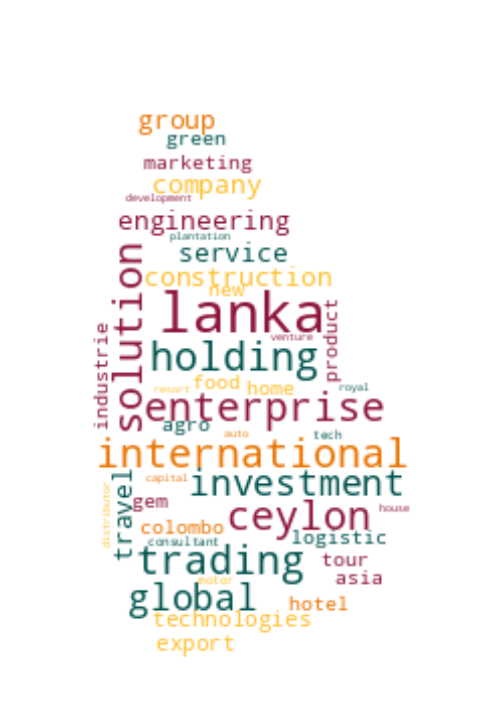 group
green
marketing
company
development
engineering
plantation
service
solution
construction
new
lanka
venture
product
industrie
holding
food
home
resort
royal
enterprise
agro
auto
tech
international
capital
investment
travel
distributor
gem
ceylon
house
colombo
consultant
logistic
trading
tour
asia
motor
global
hotel
technologies
export